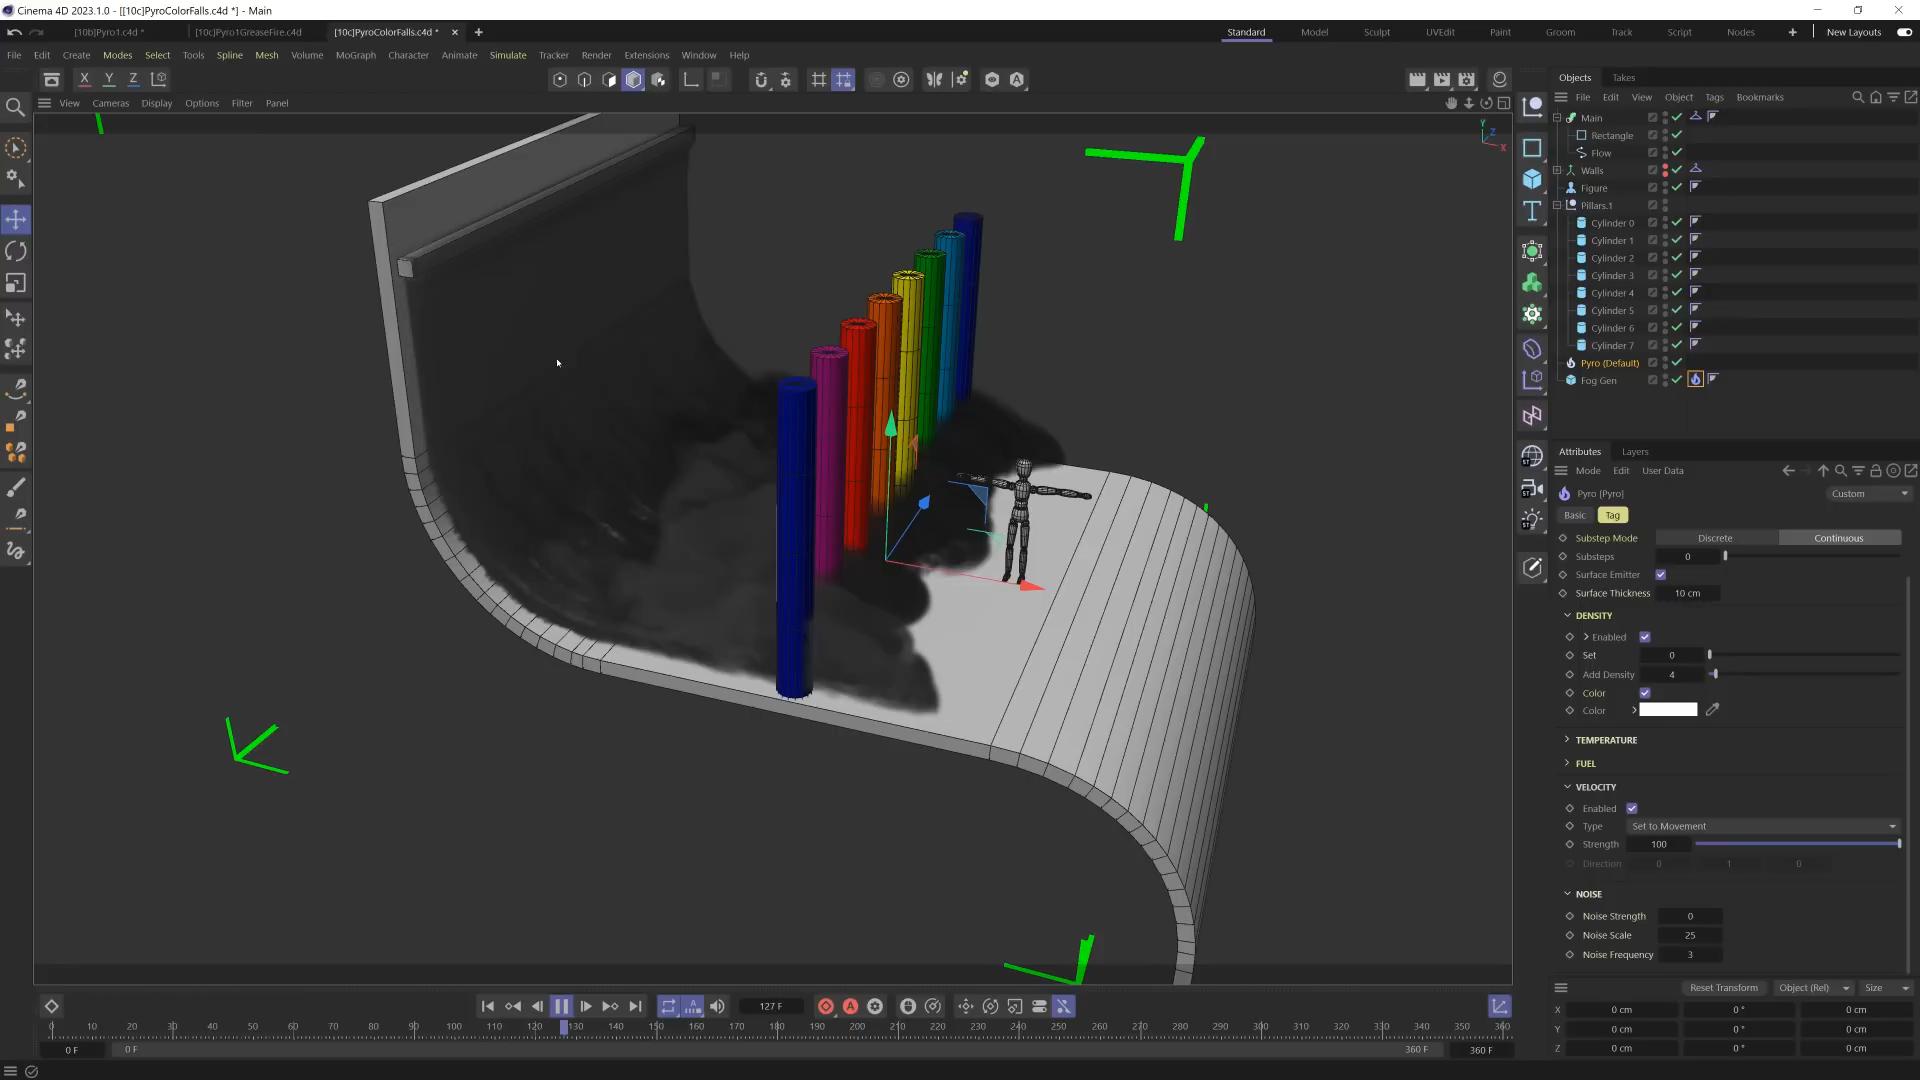 Cinema 4D 2023.1.0 - [[10c]PyroColorFalls.c4d *] - Main
[10b]Pyro1.c4d *
[10c]Pyro1GreaseFire.c4d
[10c]PyroColorFalls.c4d *
Standard
Model
Sculpt
UVEdit
Paint
Groom
Track
Script
Nodes
New Layouts
File Edit Create Modes Select Tools Spline Mesh Volume MoGraph Character Animate Simulate Tracker Render Extensions Window Help
X Y Z
View Cameras Display Options Filter Panel
Y
Z
X
Objects Takes
File Edit View Object Tags Bookmarks
Main
Rectangle
Flow
Walls
Figure
Pillars.1
Cylinder 0
Cylinder 1
Cylinder 2
Cylinder 3
Cylinder 4
Cylinder 5
Cylinder 6
Cylinder 7
Pyro (Default)
Fog Gen
Attributes Layers
Mode Edit User Data
Pyro [Pyro]
Custom
Basic Tag
Substep Mode Discrete Continuous
Substeps 0
Surface Emitter
Surface Thickness 10 cm
DENSITY
Enabled
Set 0
Add Density 4
Color
Color
TEMPERATURE
FUEL
VELOCITY
Enabled
Type Set to Movement
Strength 100
Direction 0 1 0
NOISE
Noise Strength 0
Noise Scale 25
Noise Frequency 3
Reset Transform Object (Rel) Size
X 0 cm 0 ° 0 cm
Y 0 cm 0 ° 0 cm
Z 0 cm 0 ° 0 cm
127 F
0 10 20 30 40 50 60 70 80 90 100 110 120 130 140 150 160 170 180 190 200 210 220 230 240 250 260 270 280 290 300 310 320 330 340 350 360
0 F 0 F 360 F 360 F